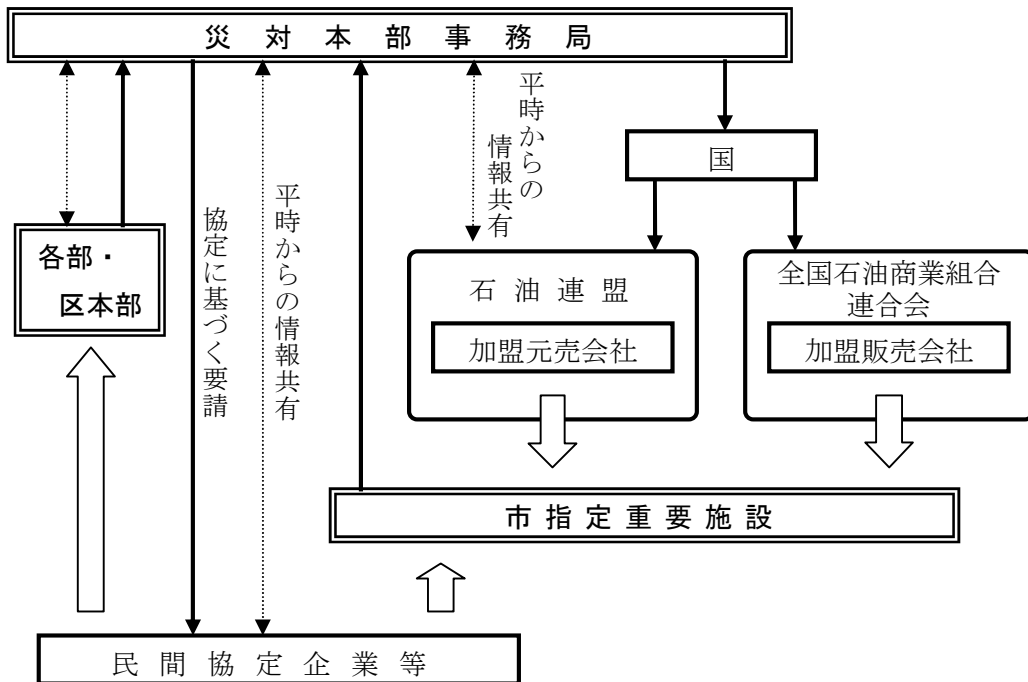 災対本部事務局
平時からの
情報共有
国
協定に基づく要請
平時からの情報共有
各部・
区本部
石油連盟
加盟元売会社
全国石油商業組合
連合会
加盟販売会社
市指定重要施設
民間協定企業等